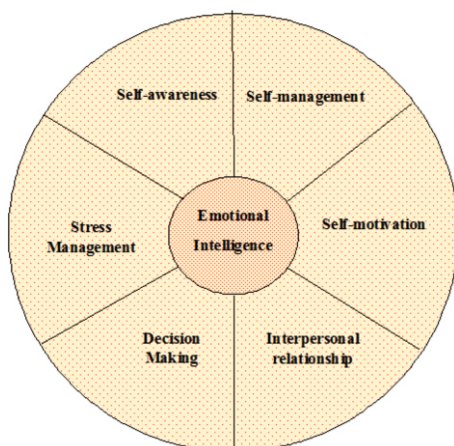 Self-awareness
Self-management
Stress
Management
Emotional
Intelligence
Self-motivation
Decision
Making
Interpersonal
relationship